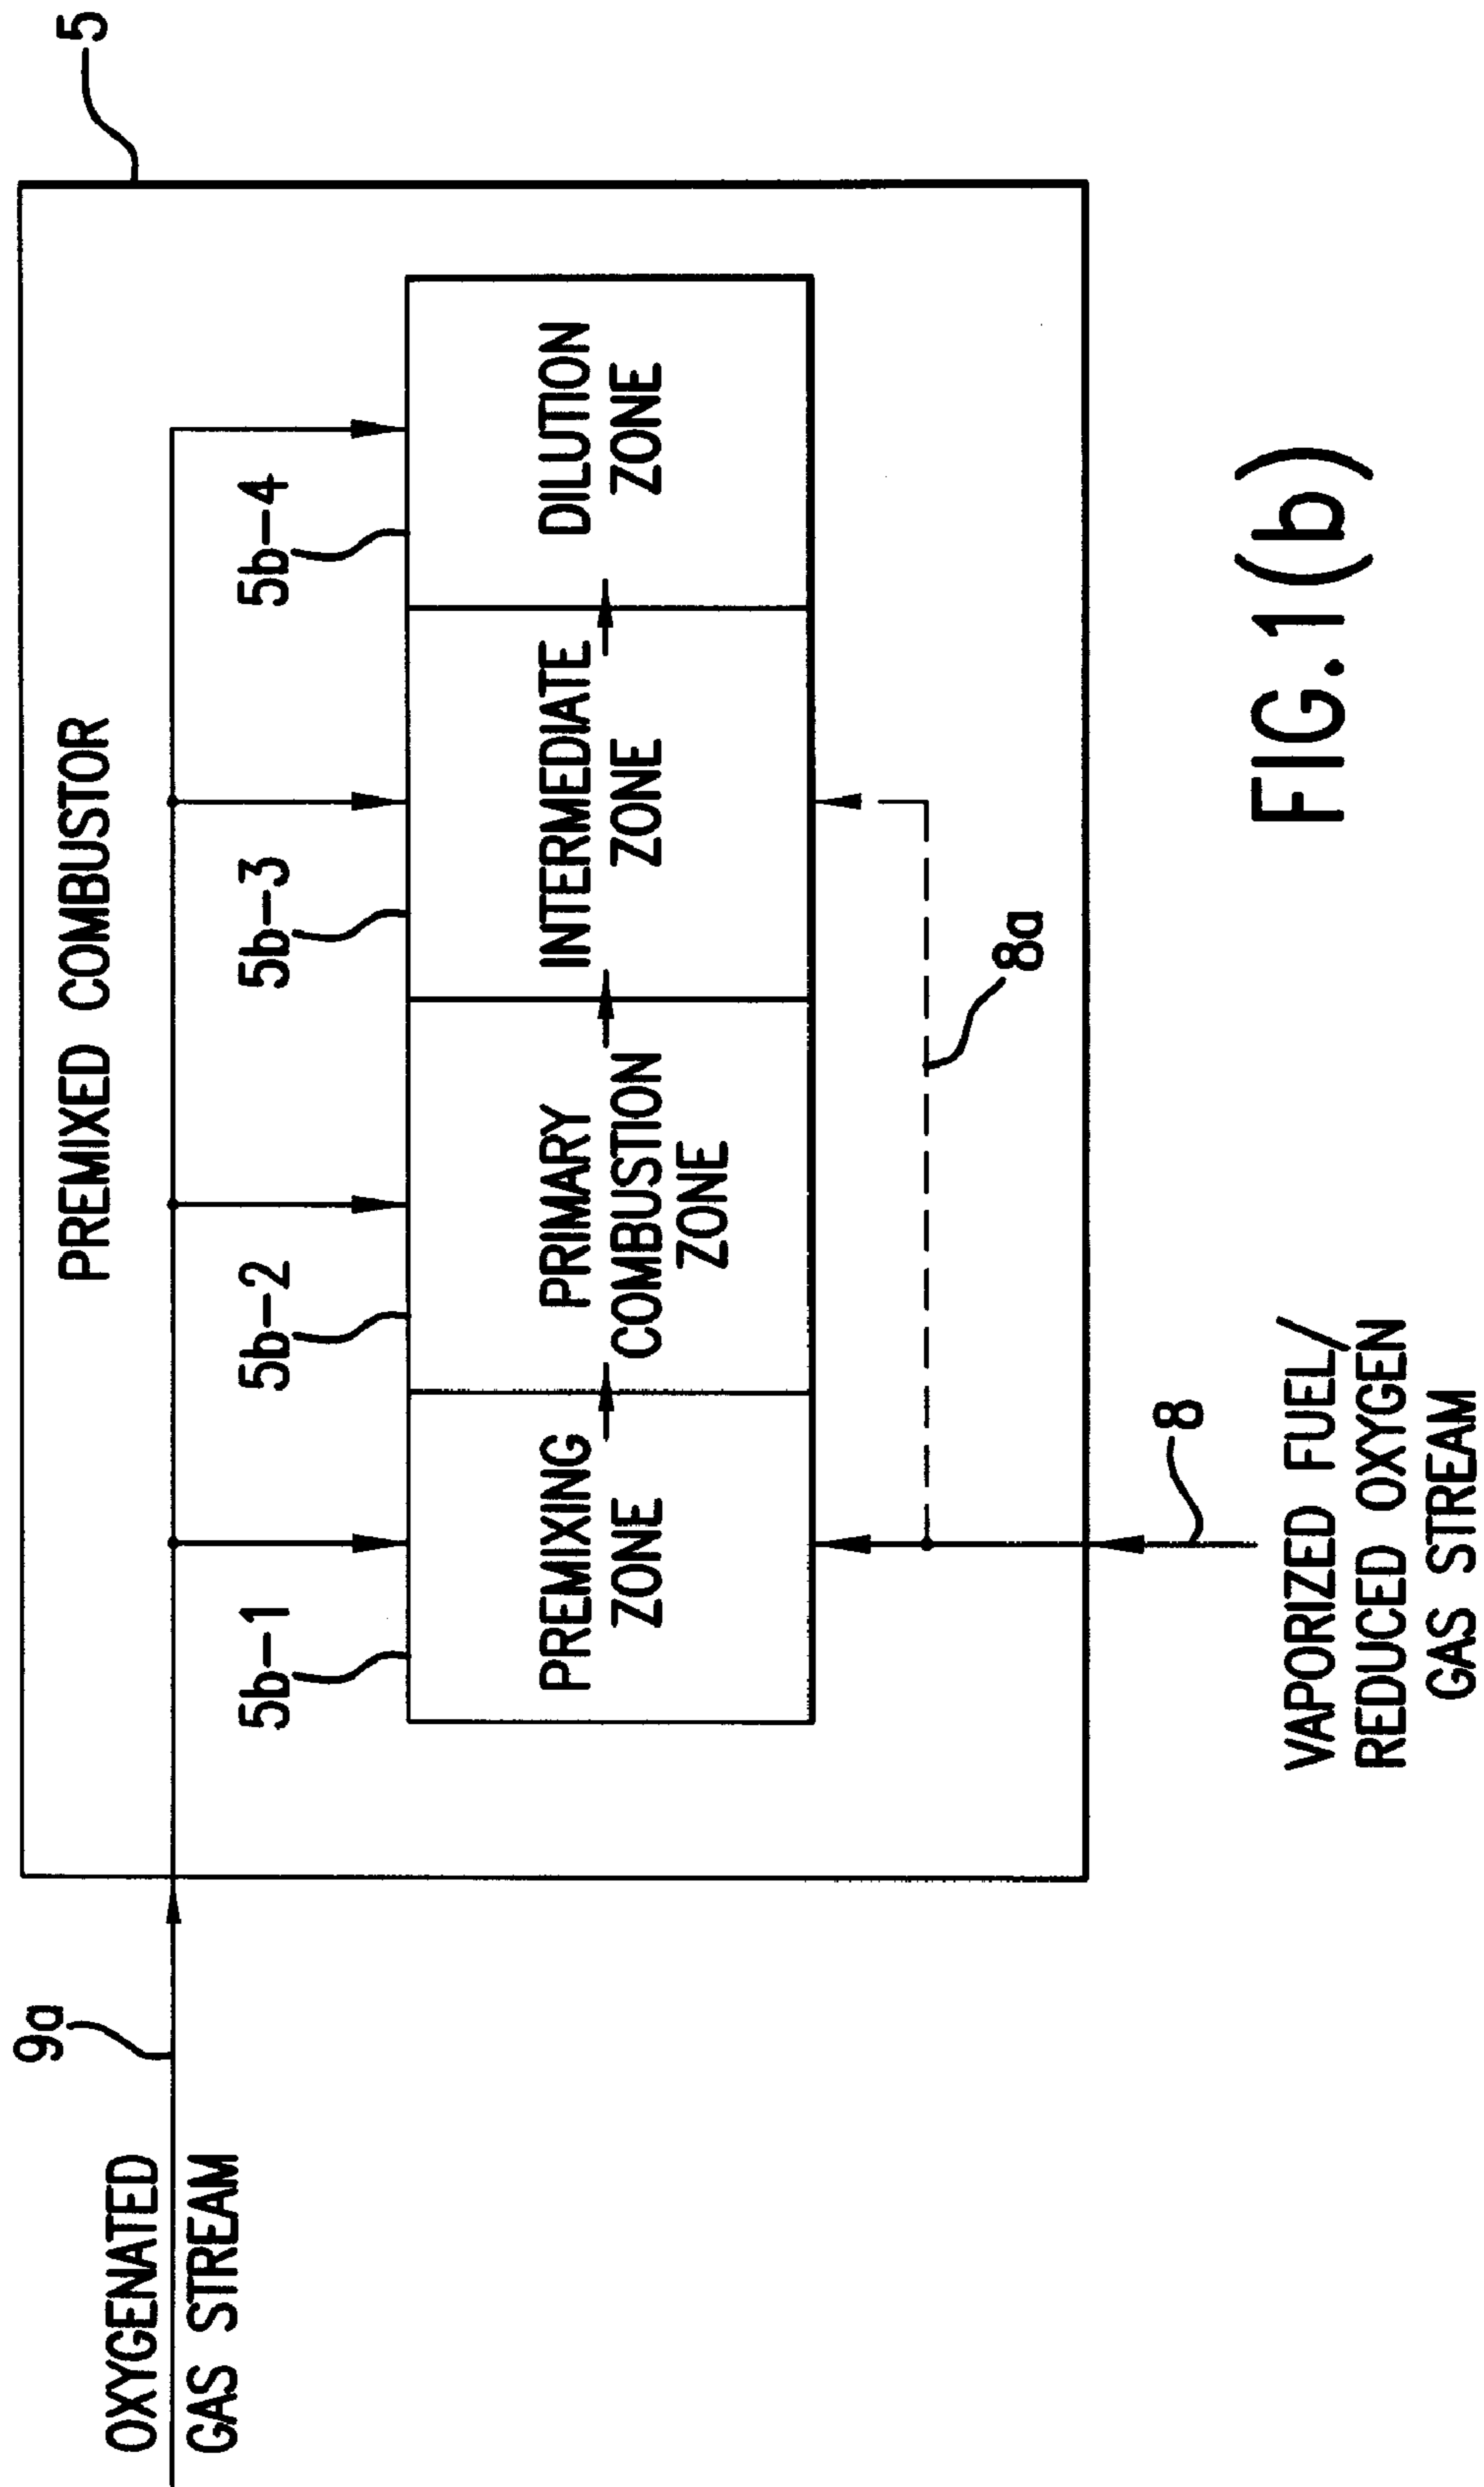 5
PREMIXED COMBUSTOR
9a
OXYGENATED
GAS STREAM
5b-1
5b-2
5b-3
5b-4
PREMIXING
ZONE
PRIMARY
COMBUSTION
ZONE
INTERMEDIATE
ZONE
DILUTION
ZONE
8a
8
VAPORIZED FUEL/
REDUCED OXYGEN
GAS STREAM
FIG.1(b)